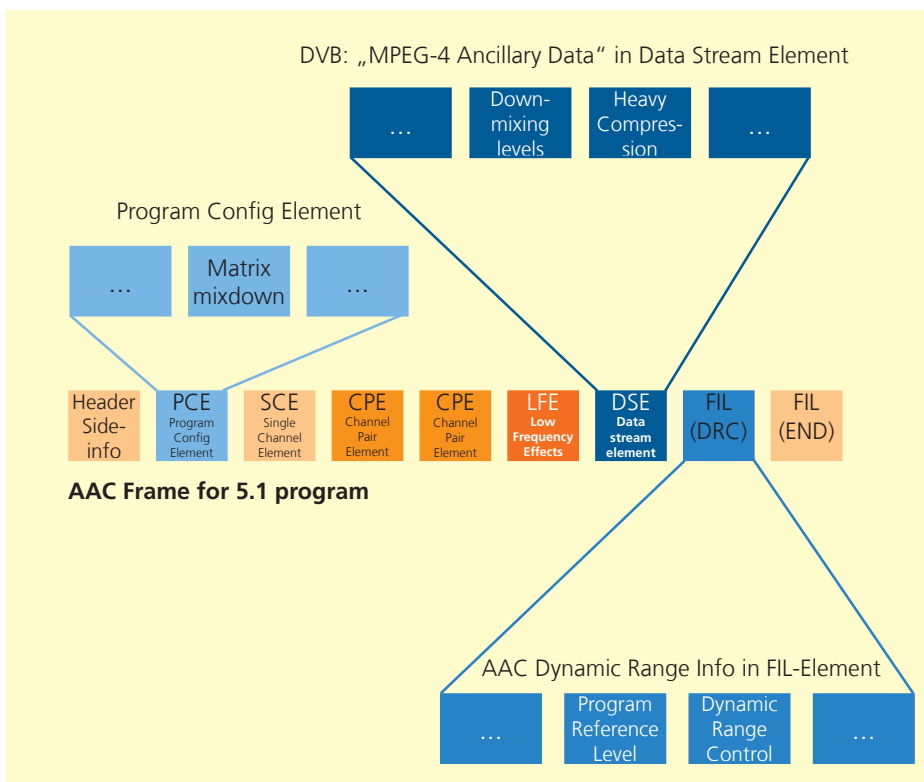 DVB: „MPEG-4 Ancillary Data“ in Data Stream Element
...
Down-
mixing
levels
Heavy
Compres-
sion
...
Program Config Element
...
Matrix
mixdown
...
Header
Side-
info
PCE
Program
Config
Element
SCE
Single
Channel
Element
CPE
Channel
Pair
Element
CPE
Channel
Pair
Element
LFE
Low
Frequency
Effects
DSE
Data
stream
element
FIL
(DRC)
FIL
(END)
AAC Frame for 5.1 program
AAC Dynamic Range Info in FIL-Element
...
Program
Reference
Level
Dynamic
Range
Control
...